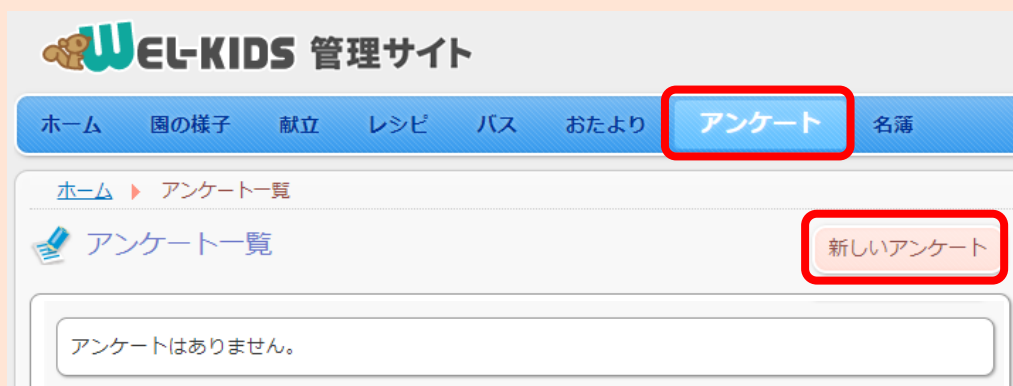 WEL-KIDS 管理サイト
ホーム 園の様子 献立 レシピ バス おたより アンケート 名簿
ホーム アンケート一覧
アンケート一覧 新しいアンケート
アンケートはありません。